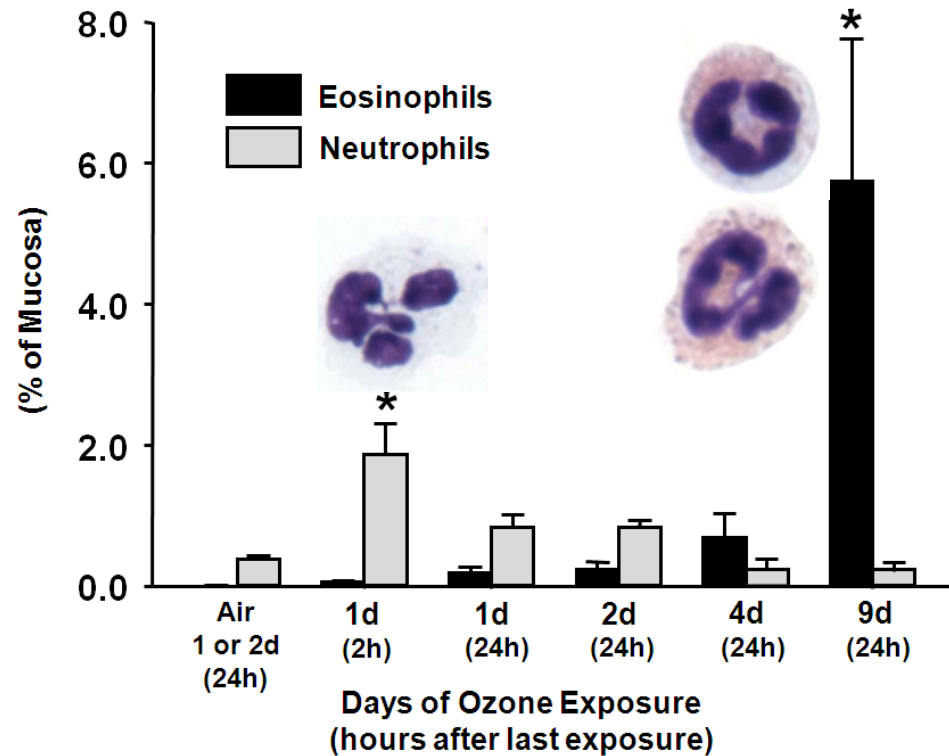 8.0
6.0
4.0
2.0
0.0
(% of Mucosa)
Eosinophils
Neutrophils
*
*
Air
1 or 2d
(24h)
1d
(2h)
1d
(24h)
2d
(24h)
4d
(24h)
9d
(24h)
Days of Ozone Exposure
(hours after last exposure)